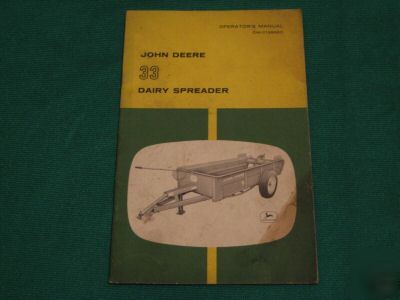 OPERATOR'S MANUAL
JOHN DEERE
33
DAIRY SPREADER